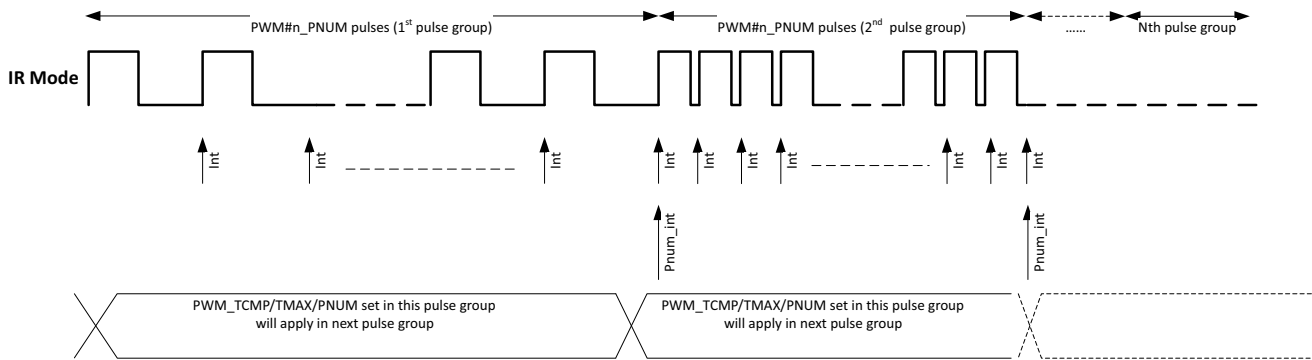 PWM#n_PNUM pulses (1st pulse group)
PWM#n_PNUM pulses (2nd pulse group)
......
Nth pulse group
IR Mode
Int
Int
Int
Int
Int
Int
Int
Int
Int
Int
Pnum_int
Pnum_int
PWM_TCMP/TMAX/PNUM set in this pulse group
will apply in next pulse group
PWM_TCMP/TMAX/PNUM set in this pulse group
will apply in next pulse group